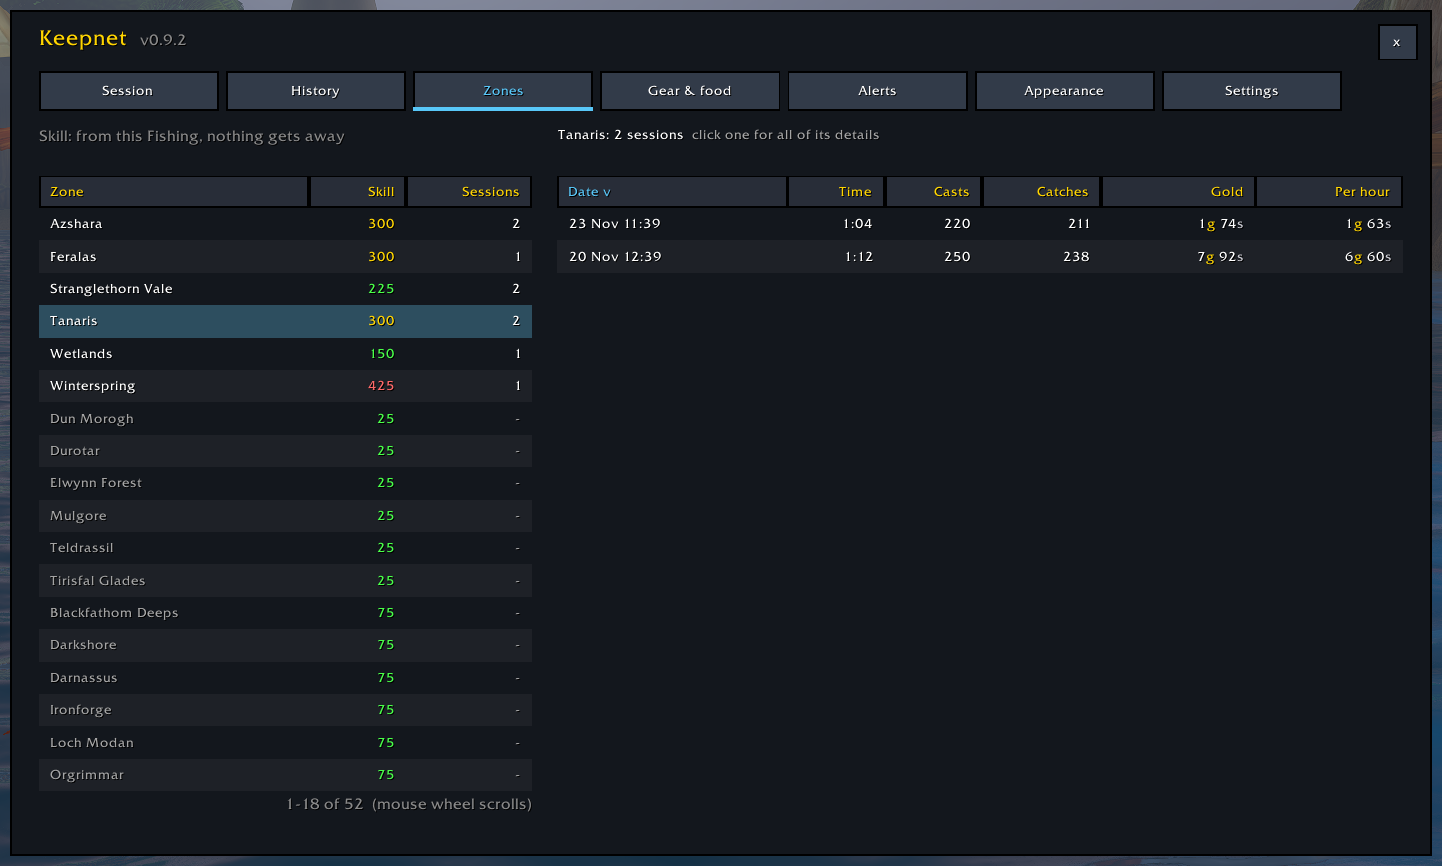 Keepnet v0.9.2
x
Session History Zones Gear & food Alerts Appearance Settings
Skill: from this Fishing, nothing gets away
Tanaris: 2 sessions click one for all of its details
Zone Skill Sessions
Azshara 300 2
Feralas 300 1
Stranglethorn Vale 225 2
Tanaris 300 2
Wetlands 150 1
Winterspring 425 1
Dun Morogh 25 -
Durotar 25 -
Elwynn Forest 25 -
Mulgore 25 -
Teldrassil 25 -
Tirisfal Glades 25 -
Blackfathom Deeps 75 -
Darkshore 75 -
Darnassus 75 -
Ironforge 75 -
Loch Modan 75 -
Orgrimmar 75 -
1-18 of 52 (mouse wheel scrolls)
Date v Time Casts Catches Gold Per hour
23 Nov 11:39 1:04 220 211 1g 74s 1g 63s
20 Nov 12:39 1:12 250 238 7g 92s 6g 60s